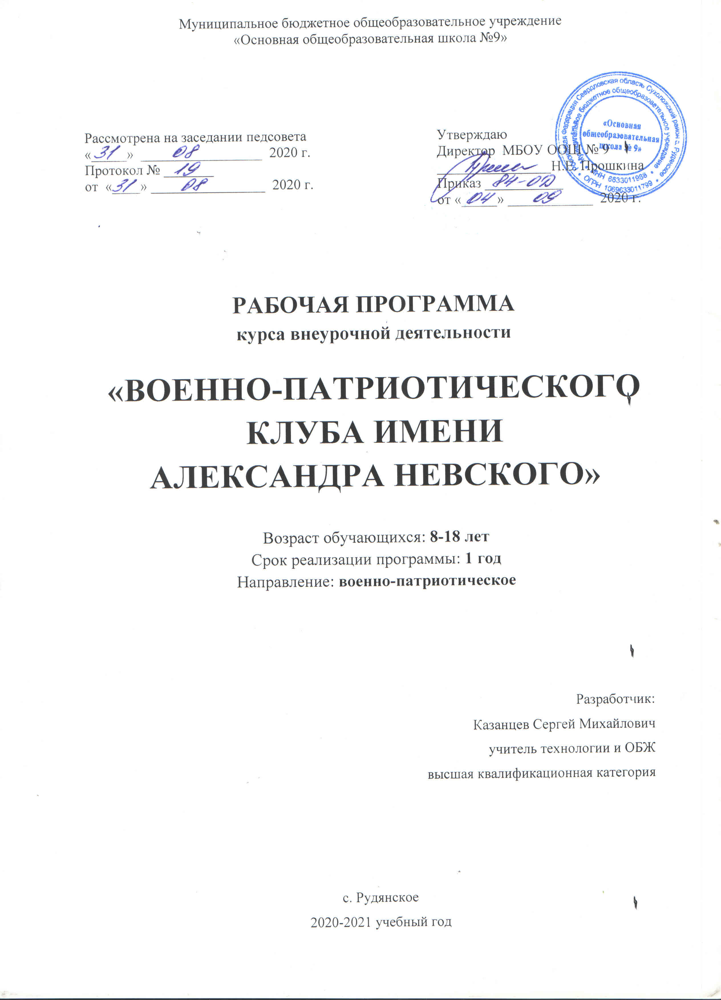 Муниципальное бюджетное общеобразовательное учреждение
«Основная общеобразовательная школа №9»
Рассмотрена на заседании педсовета
«31» 08 2020 г.
Протокол № 19
от «31» 08 2020 г.
Утверждаю
Директор МБОУ ООШ № 9
Н.В. Прошкина
Приказ 84-ОД
от «04» 09 2020 г.
Российская Федерация Свердловская область Сухоложский район с. Рудянское
Муниципальное бюджетное общеобразовательное учреждение
«Основная
общеобразовательная
школа № 9»
ИНН 6633011988
ОГРН 1069633011799
РАБОЧАЯ ПРОГРАММА
курса внеурочной деятельности
«ВОЕННО-ПАТРИОТИЧЕСКОГО
КЛУБА ИМЕНИ
АЛЕКСАНДРА НЕВСКОГО»
Возраст обучающихся: 8-18 лет
Срок реализации программы: 1 год
Направление: военно-патриотическое
Разработчик:
Казанцев Сергей Михайлович
учитель технологии и ОБЖ
высшая квалификационная категория
с. Рудянское
2020-2021 учебный год